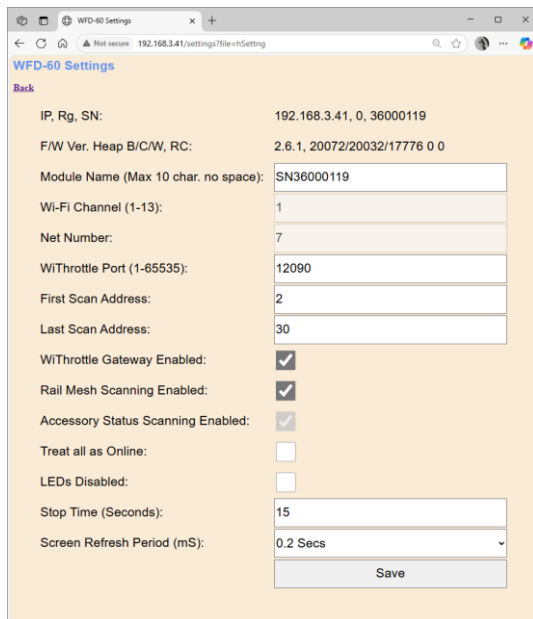 WFD-60 Settings
Not secure 192.168.3.41/settings?file=hSettng
WFD-60 Settings
Back
IP, Rg, SN: 192.168.3.41, 0, 36000119
F/W Ver. Heap B/C/W, RC: 2.6.1, 20072/20032/17776 0 0
Module Name (Max 10 char. no space): SN36000119
Wi-Fi Channel (1-13): 1
Net Number: 7
WiThrottle Port (1-65535): 12090
First Scan Address: 2
Last Scan Address: 30
WiThrottle Gateway Enabled:
Rail Mesh Scanning Enabled:
Accessory Status Scanning Enabled:
Treat all as Online:
LEDs Disabled:
Stop Time (Seconds): 15
Screen Refresh Period (mS): 0.2 Secs
Save